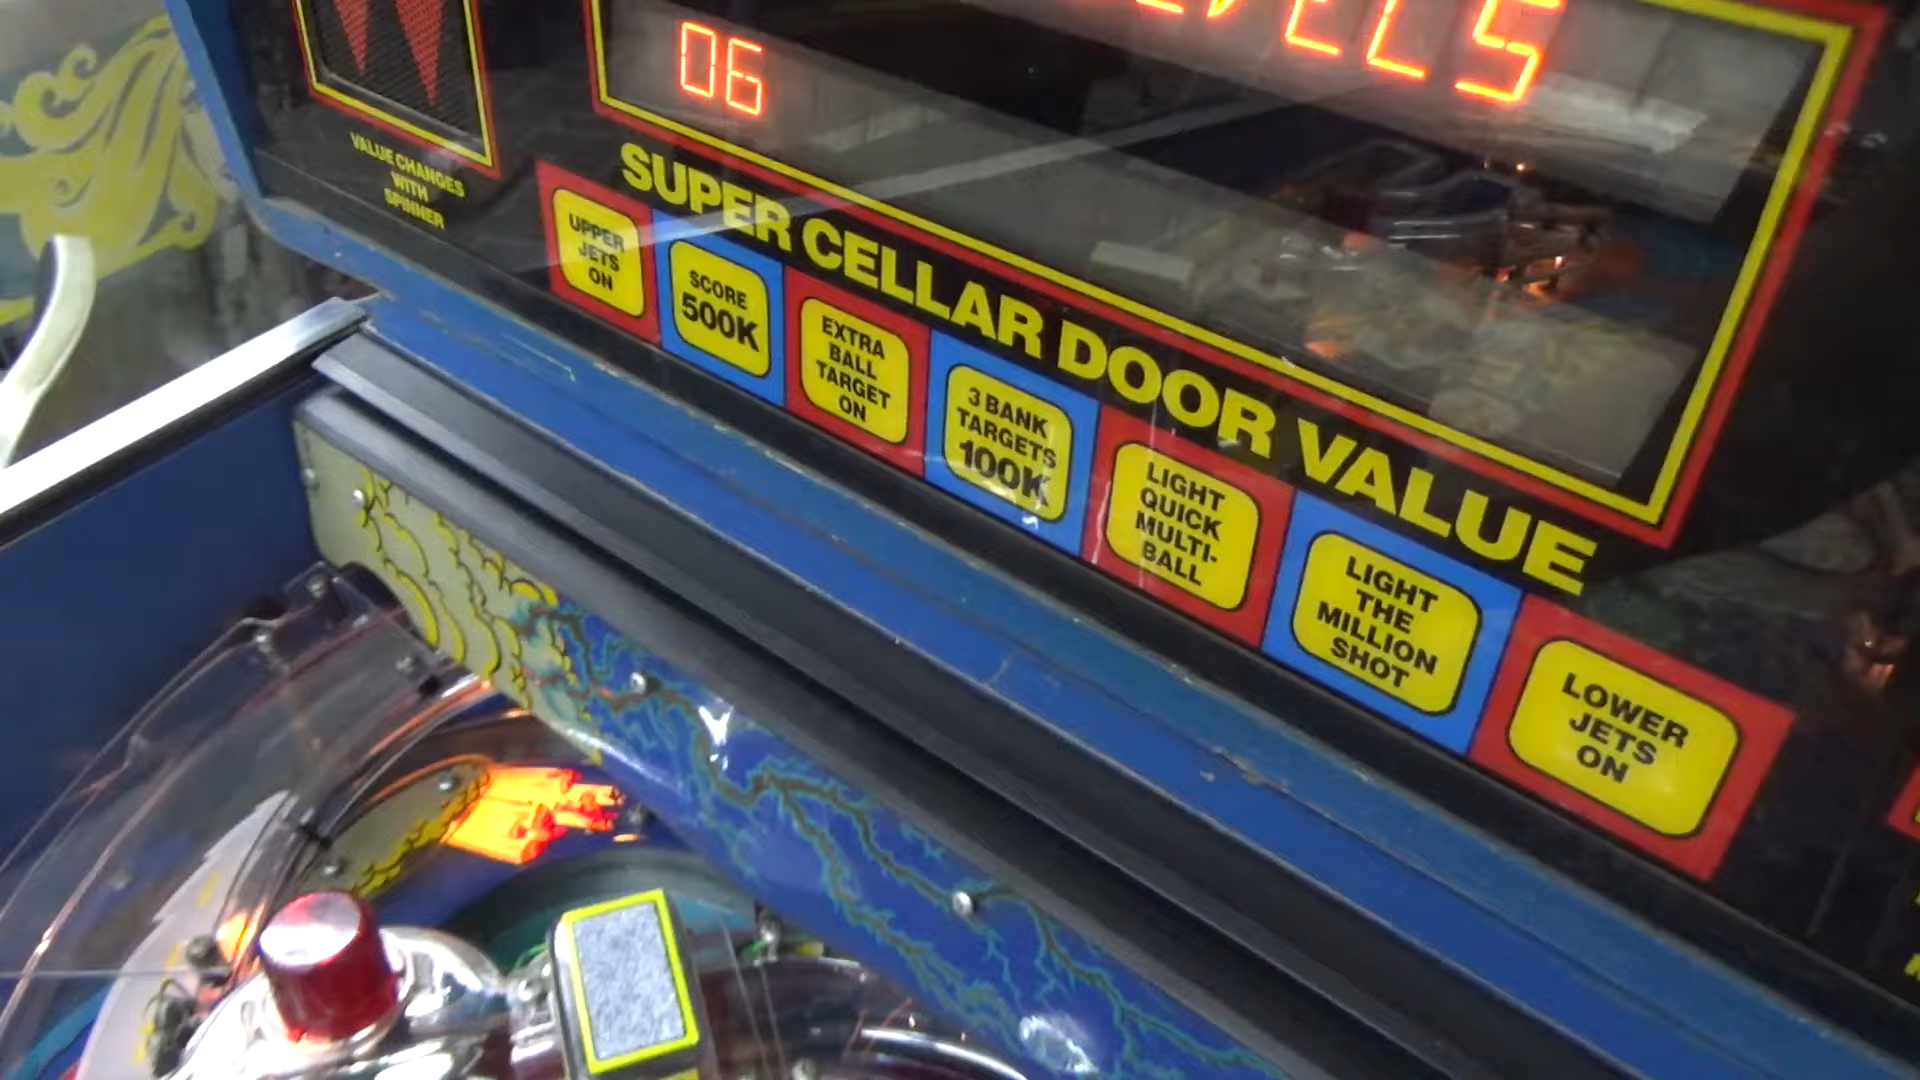 06
VALUE CHANGES
WITH
SPINNER
SUPER CELLAR DOOR VALUE
UPPER
JETS
ON
SCORE
500K
EXTRA
BALL
TARGET
ON
3 BANK
TARGETS
100K
LIGHT
QUICK
MULTI-
BALL
LIGHT
THE
MILLION
SHOT
LOWER
JETS
ON